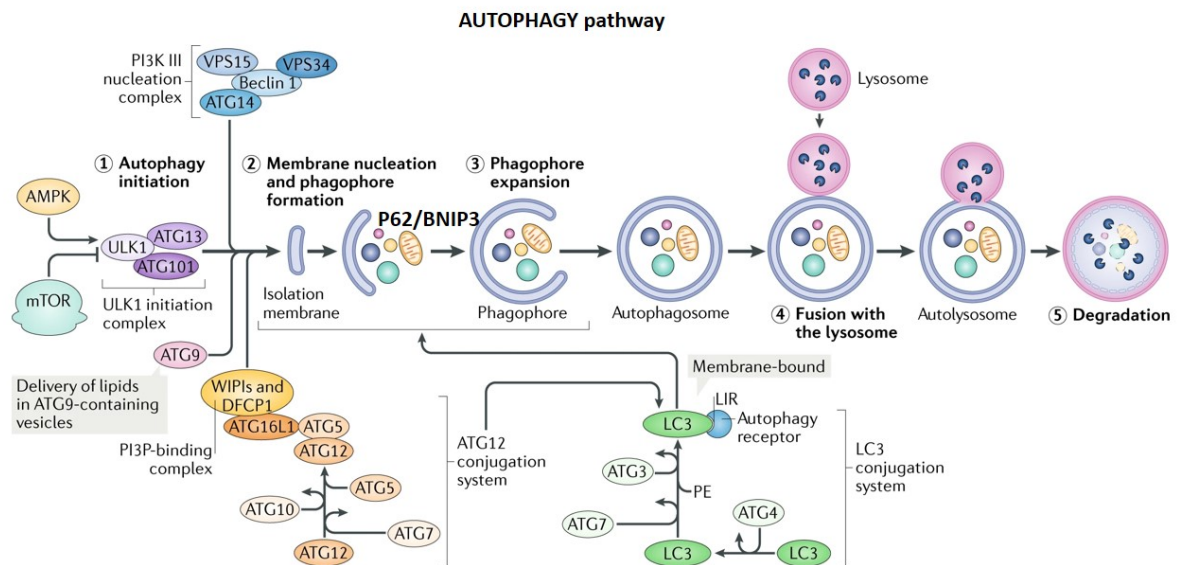 AUTOPHAGY pathway
PI3K III
nucleation
complex
VPS15
VPS34
Beclin 1
ATG14
Lysosome
① Autophagy
initiation
② Membrane nucleation
and phagophore
formation
③ Phagophore
expansion
AMPK
P62/BNIP3
ULK1
ATG13
ATG101
mTOR
ULK1 initiation
complex
Isolation
membrane
Phagophore
Autophagosome
④ Fusion with
the lysosome
Autolysosome
⑤ Degradation
ATG9
Delivery of lipids
in ATG9-containing
vesicles
WIPIs and
DFCP1
ATG16L1
ATG5
ATG12
PI3P-binding
complex
ATG12
conjugation
system
ATG5
ATG10
ATG7
ATG12
Membrane-bound
LIR
LC3
Autophagy
receptor
LC3
conjugation
system
ATG3
PE
ATG7
ATG4
LC3
LC3